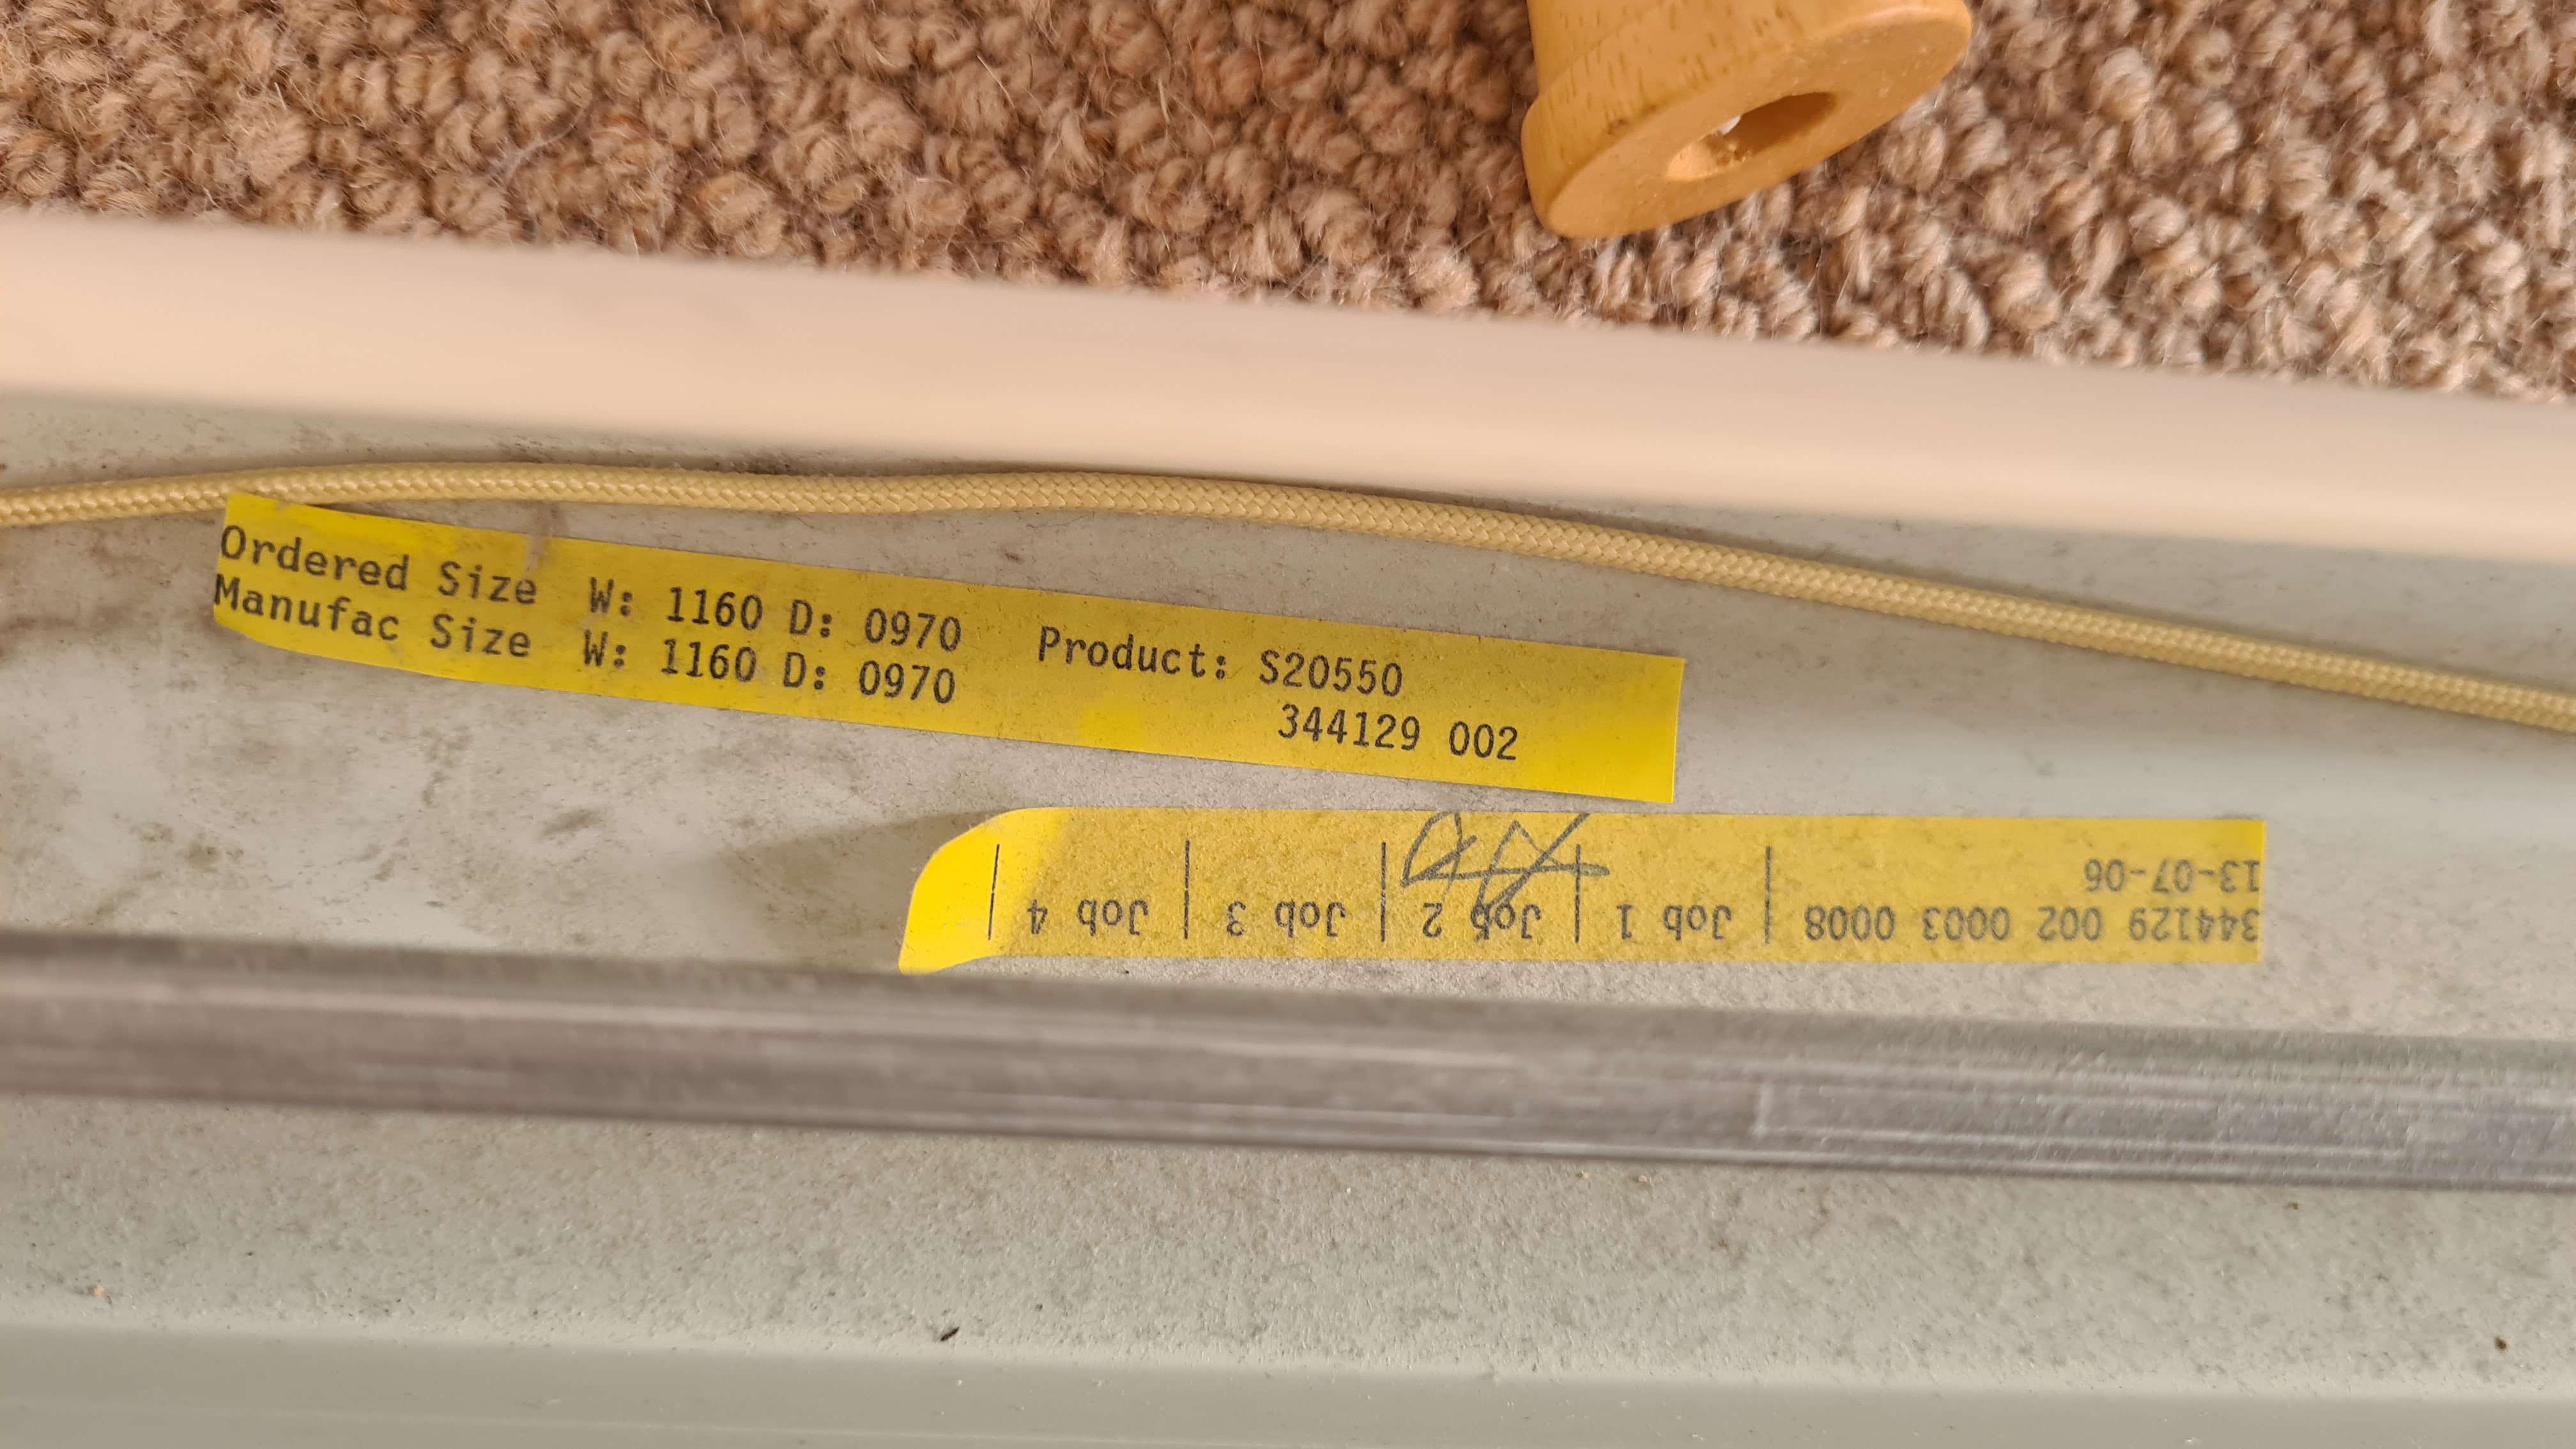 Ordered Size W: 1160 D: 0970 Product: S20550
Manufac Size W: 1160 D: 0970 344129 002
344129 002 0003 0008 | Job 1 | Job 2 | Job 3 | Job 4 |
13-07-06